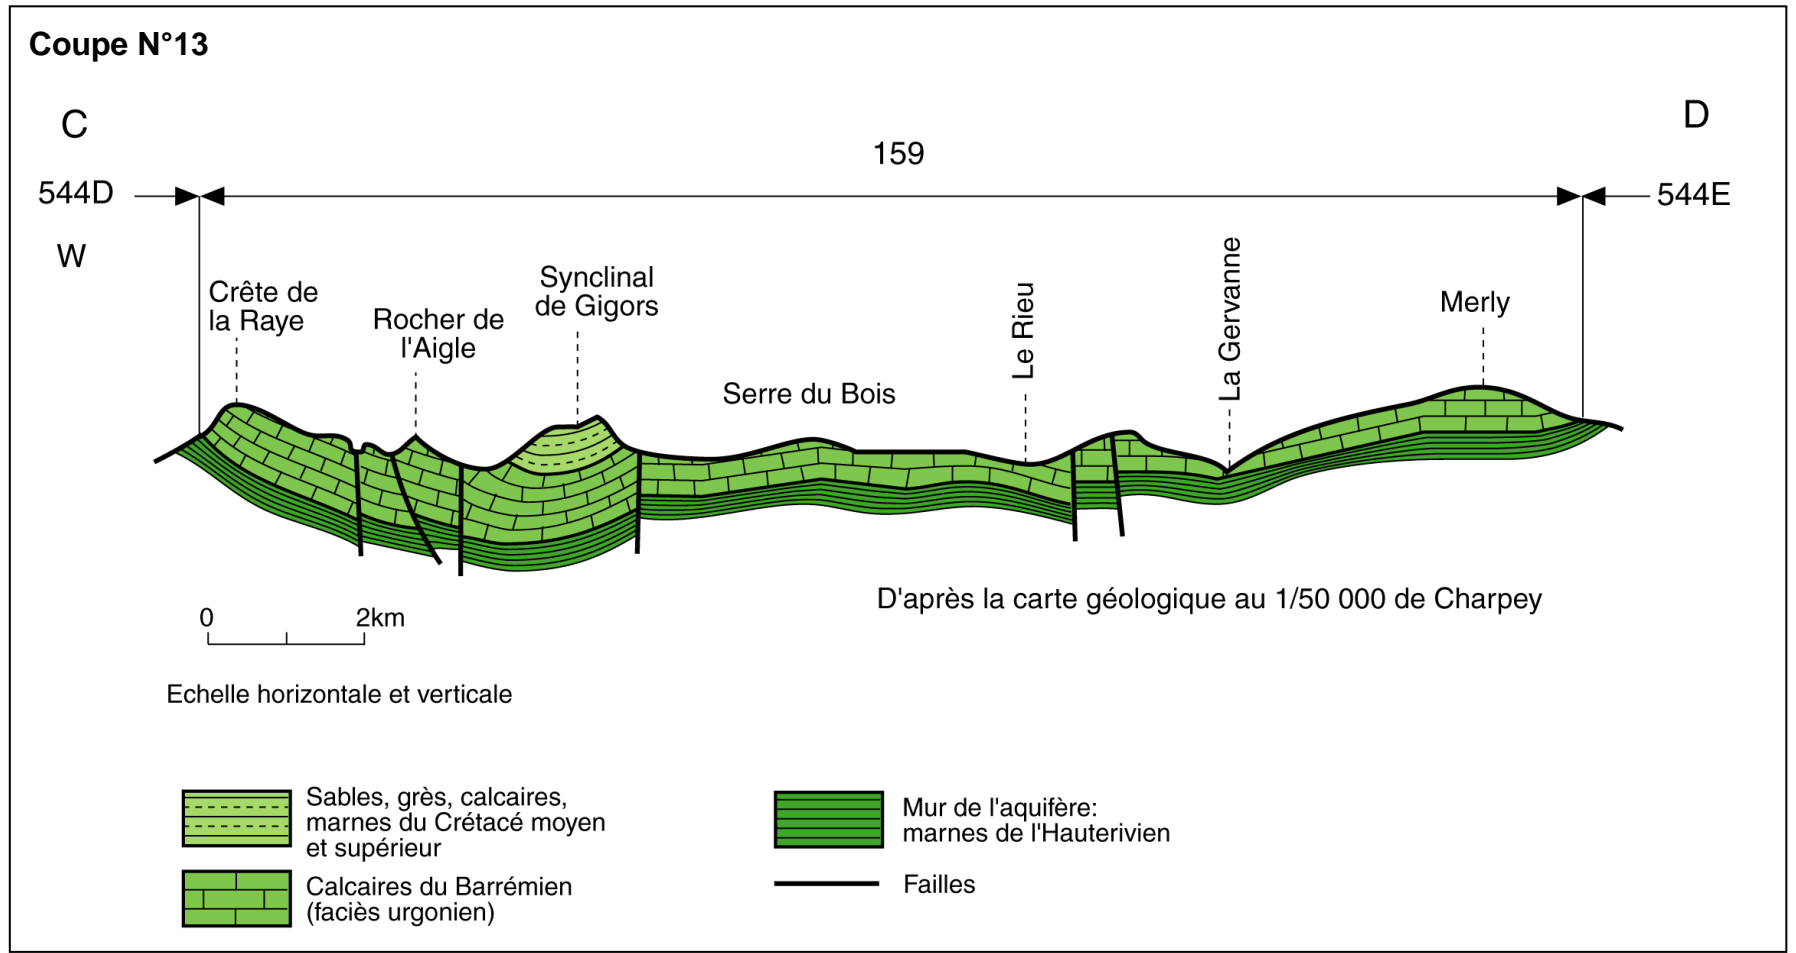 Coupe N°13
C
D
159
544D
544E
W
Crête de
la Raye
Rocher de
l'Aigle
Synclinal
de Gigors
Serre du Bois
Le Rieu
La Gervanne
Merly
D'après la carte géologique au 1/50 000 de Charpey
0
2km
Echelle horizontale et verticale
Sables, grès, calcaires,
marnes du Crétacé moyen
et supérieur
Calcaires du Barrémien
(faciès urgonien)
Mur de l'aquifère:
marnes de l'Hauterivien
Failles